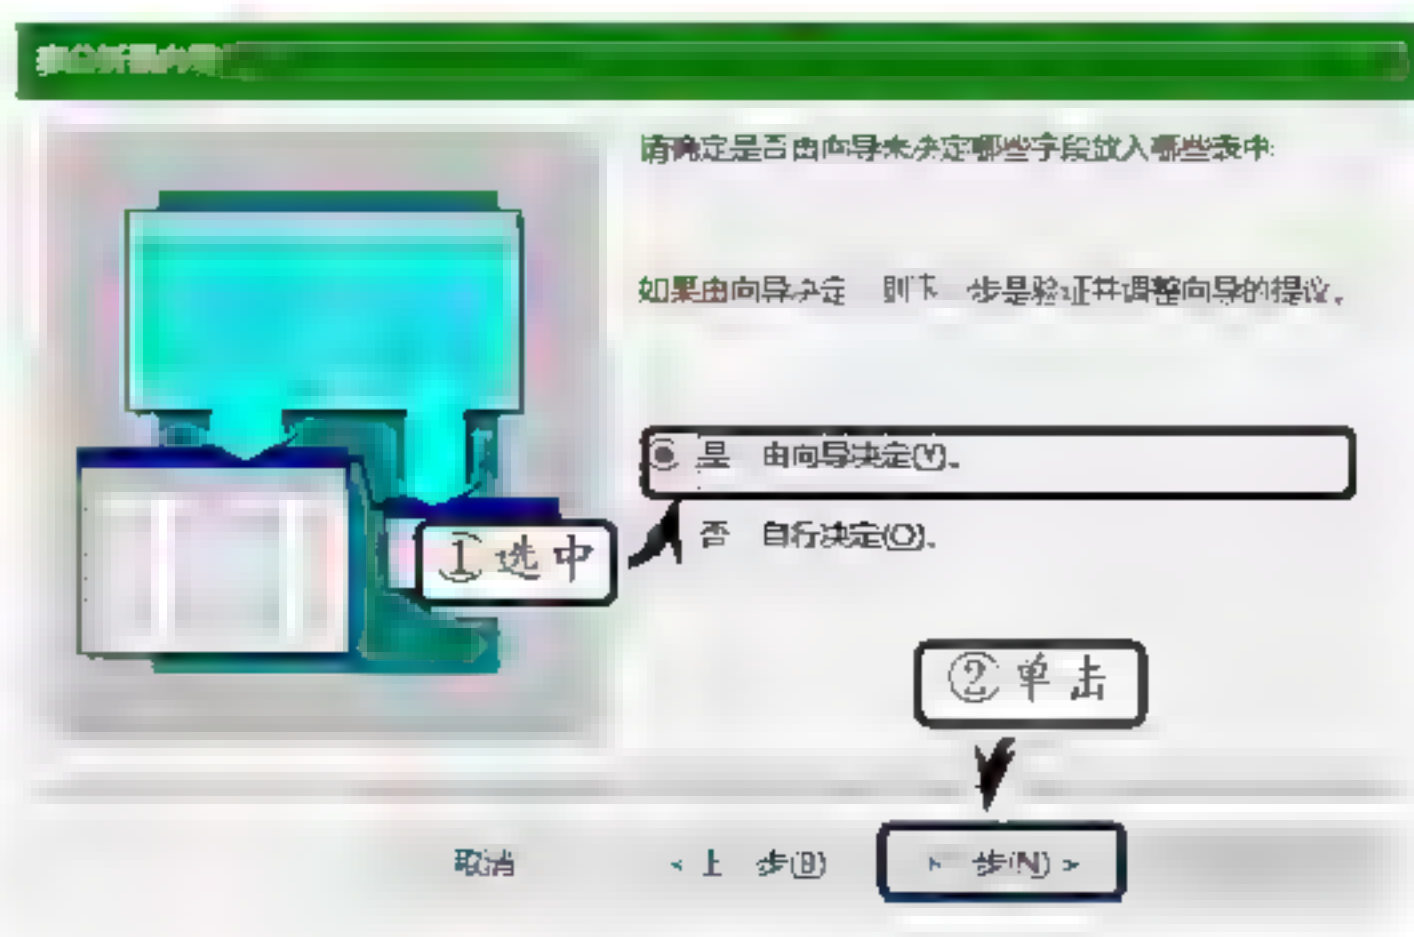 请确定是否由向导来决定哪些字段放入哪些表中:
如果由向导决定 则下一步是验证并调整向导的提议。
是 由向导决定(Y)。
否 自行决定(O)。
①选中
②单击
取消 <上一步(B) 下一步(N)>